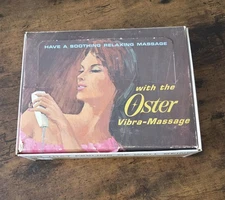 HAVE A SOOTHING RELAXING MASSAGE
with the
Oster
Vibra-Massage